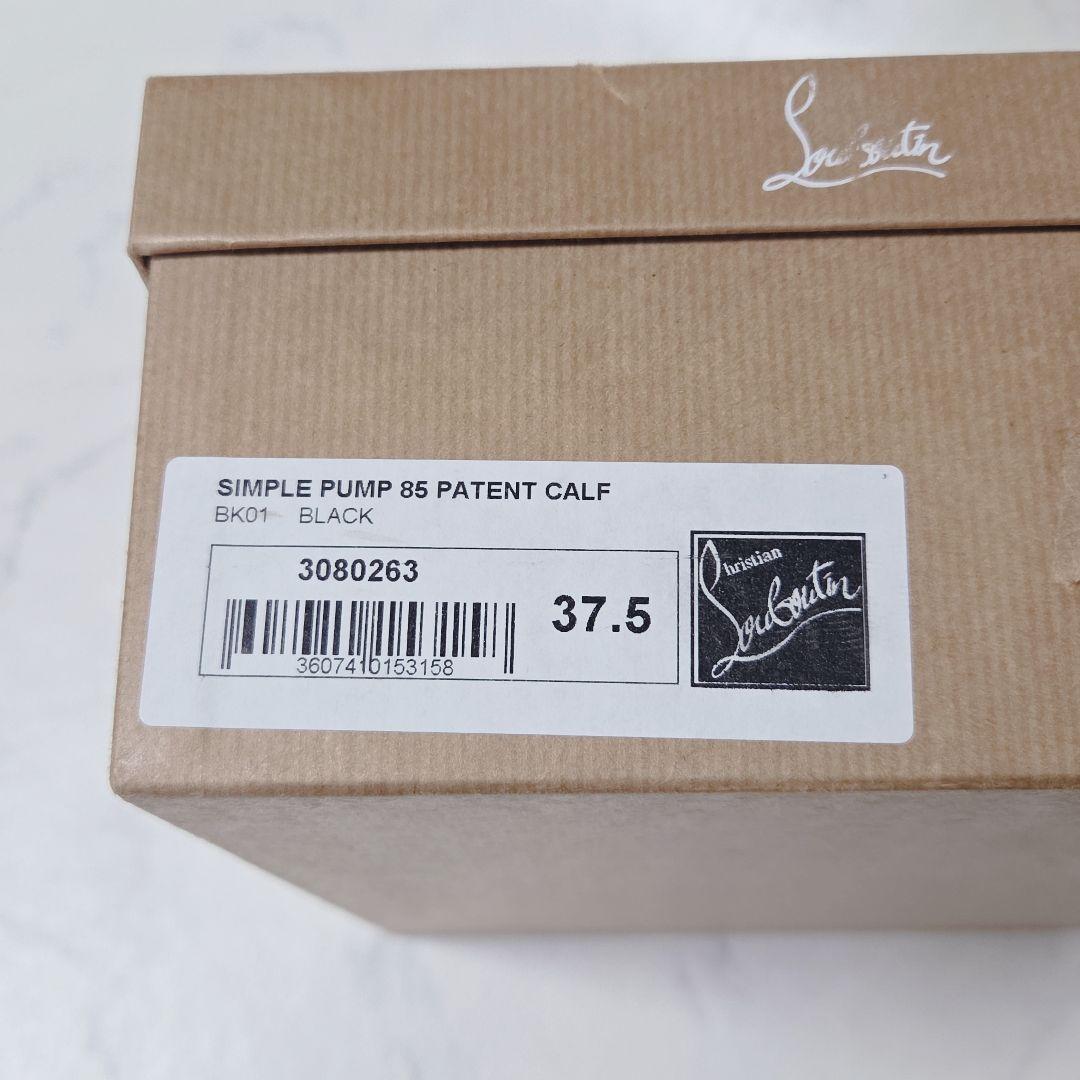 Louboutin
SIMPLE PUMP 85 PATENT CALF
BK01 BLACK
3080263
37.5
3607410153158
Christian
Louboutin